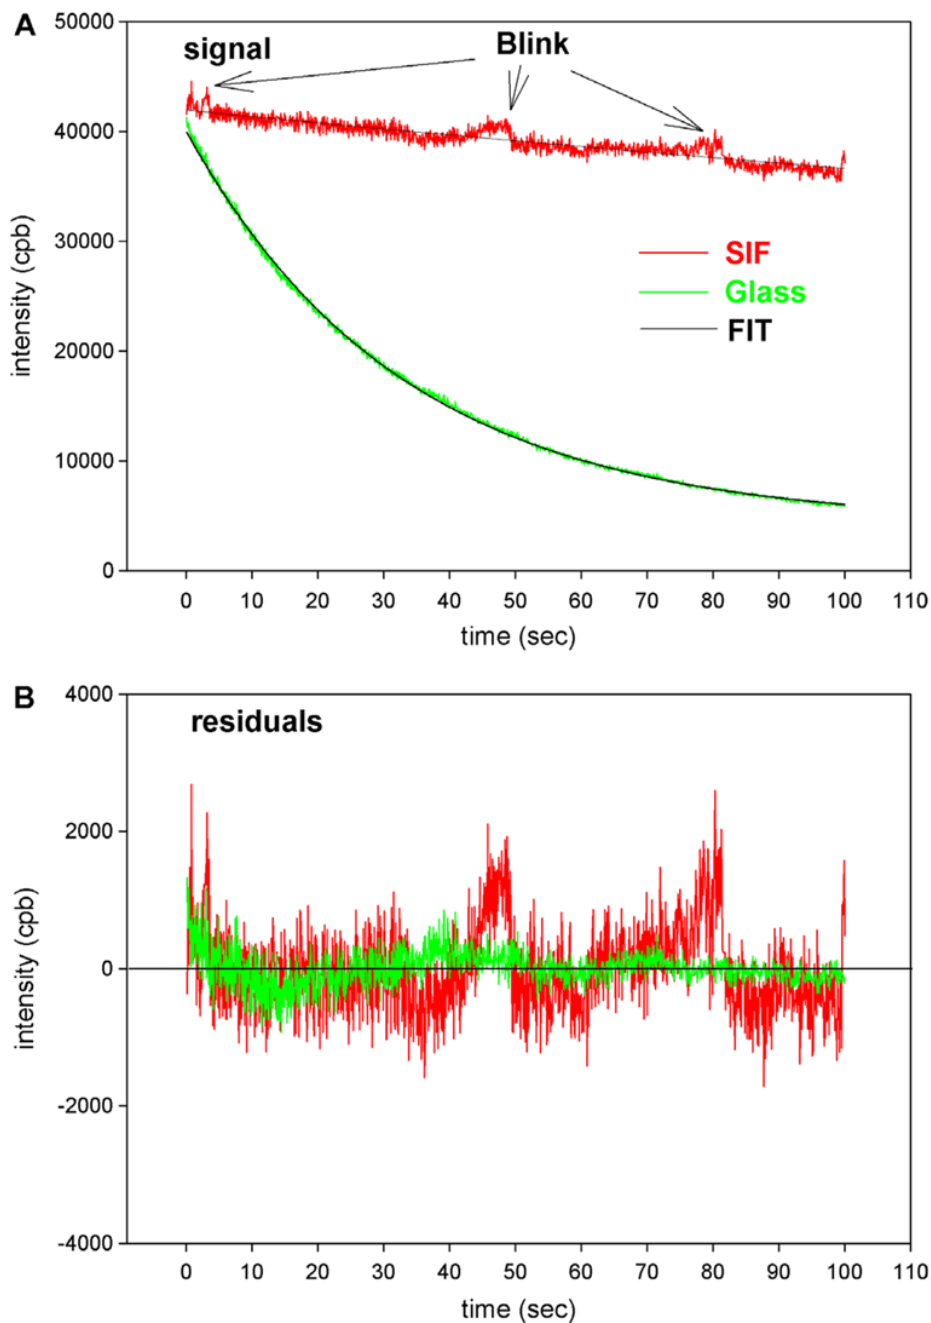 A
50000
signal
Blink
40000
30000
SIF
Glass
FIT
20000
10000
0
intensity (cpb)
0 10 20 30 40 50 60 70 80 90 100 110
time (sec)
B
4000
residuals
2000
0
-2000
-4000
intensity (cpb)
0 10 20 30 40 50 60 70 80 90 100 110
time (sec)